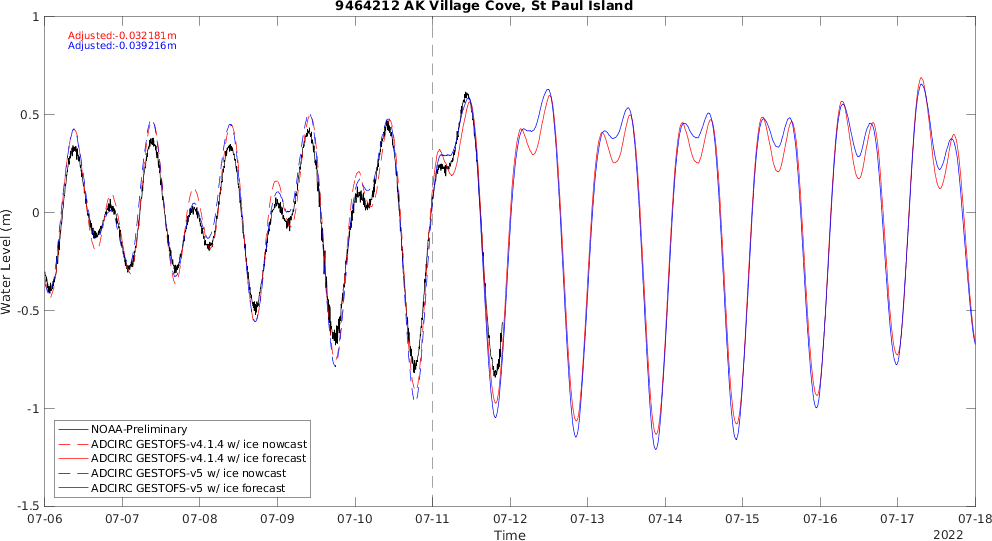 9464212 AK Village Cove, St Paul Island
Adjusted:-0.032181m
Adjusted:-0.039216m
1
0.5
0
-0.5
-1
-1.5
Water Level (m)
NOAA-Preliminary
ADCIRC GESTOFS-v4.1.4 w/ ice nowcast
ADCIRC GESTOFS-v4.1.4 w/ ice forecast
ADCIRC GESTOFS-v5 w/ ice nowcast
ADCIRC GESTOFS-v5 w/ ice forecast
07-06 07-07 07-08 07-09 07-10 07-11 07-12 07-13 07-14 07-15 07-16 07-17 07-18
Time
2022